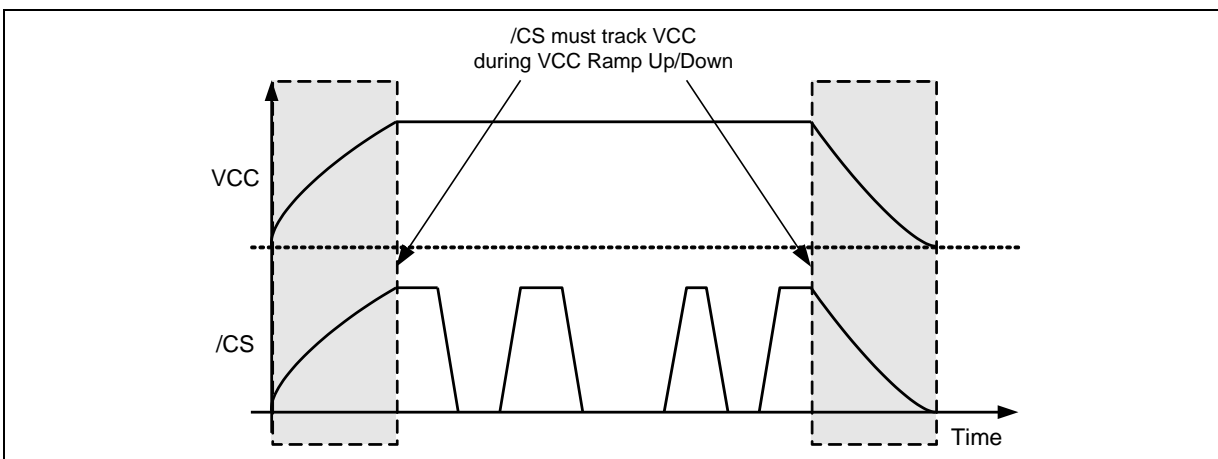 /CS must track VCC
during VCC Ramp Up/Down
VCC
/CS
Time